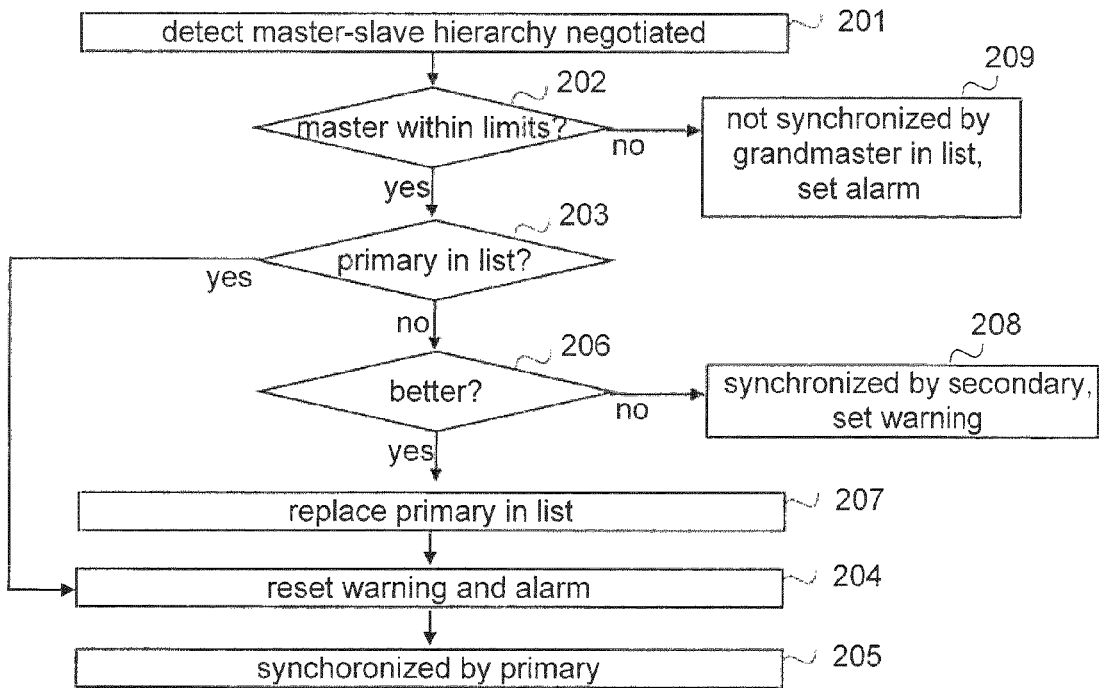 detect master-slave hierarchy negotiated
201
202
master within limits?
no
yes
209
not synchronized by
grandmaster in list,
set alarm
203
primary in list?
yes
no
206
better?
no
yes
208
synchronized by secondary,
set warning
replace primary in list
207
reset warning and alarm
204
synchoronized by primary
205